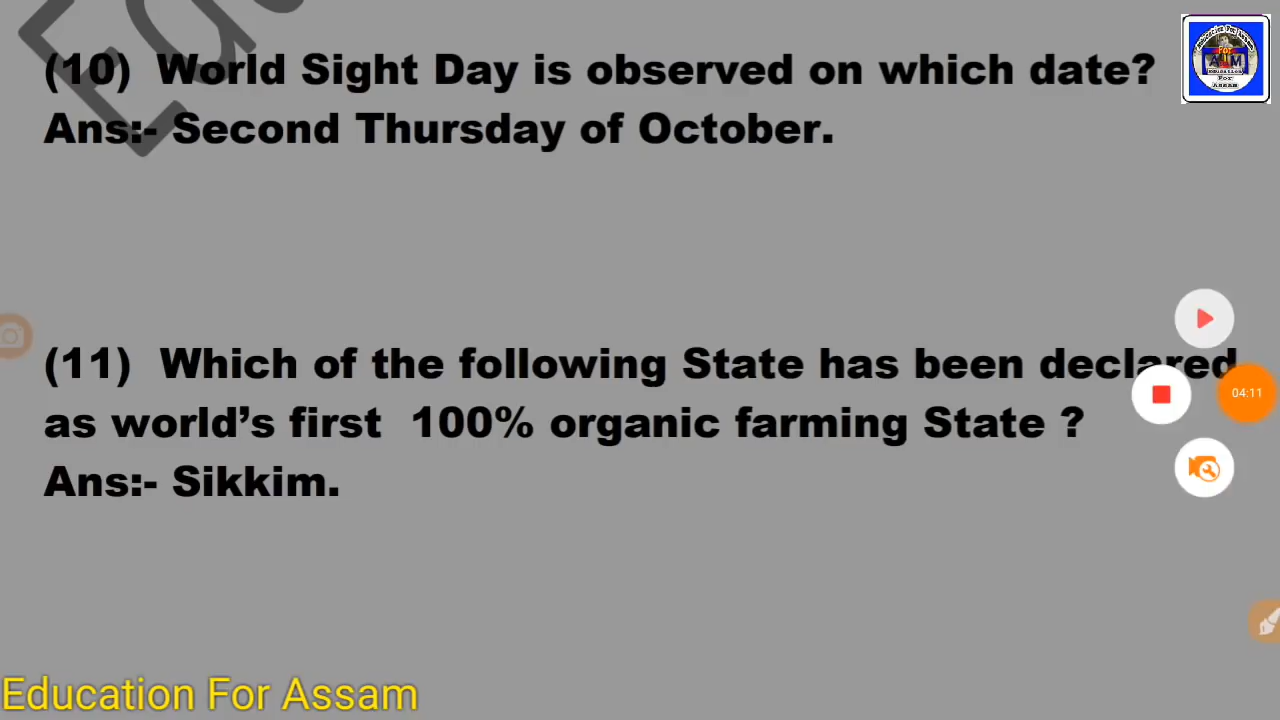 (10) World Sight Day is observed on which date?
Ans:- Second Thursday of October.
(11) Which of the following State has been declared
as world’s first 100% organic farming State ?
Ans:- Sikkim.
04:11
Education For Assam